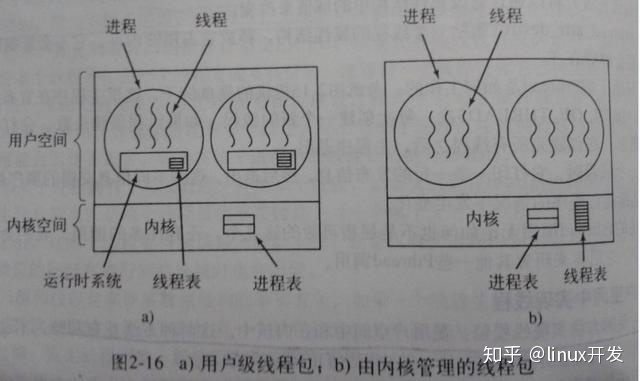 进程
线程
进程
线程
用户空间
内核空间
内核
内核
运行时系统
线程表
进程表
进程表
线程表
a)
b)
图2-16 a) 用户级线程包；b) 由内核管理的线程包
知乎 @linux开发